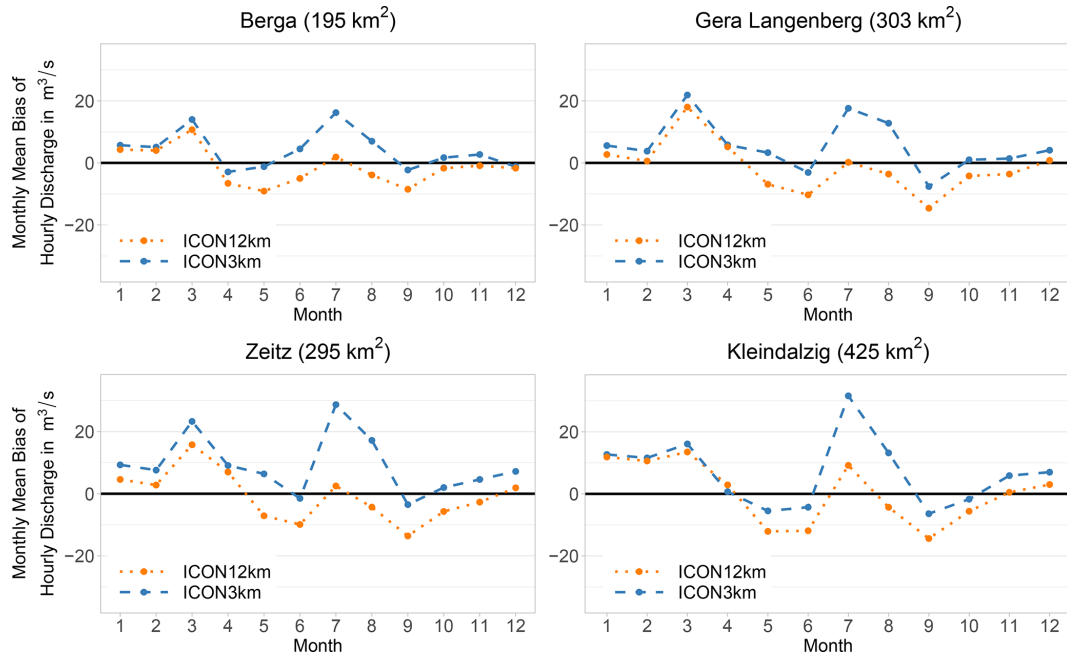 Berga (195 km²)
Monthly Mean Bias of
Hourly Discharge in m³/s
20
0
−20
ICON12km
ICON3km
1 2 3 4 5 6 7 8 9 10 11 12
Month
Gera Langenberg (303 km²)
20
0
−20
ICON12km
ICON3km
1 2 3 4 5 6 7 8 9 10 11 12
Month
Zeitz (295 km²)
Monthly Mean Bias of
Hourly Discharge in m³/s
20
0
−20
ICON12km
ICON3km
1 2 3 4 5 6 7 8 9 10 11 12
Month
Kleindalzig (425 km²)
20
0
−20
ICON12km
ICON3km
1 2 3 4 5 6 7 8 9 10 11 12
Month